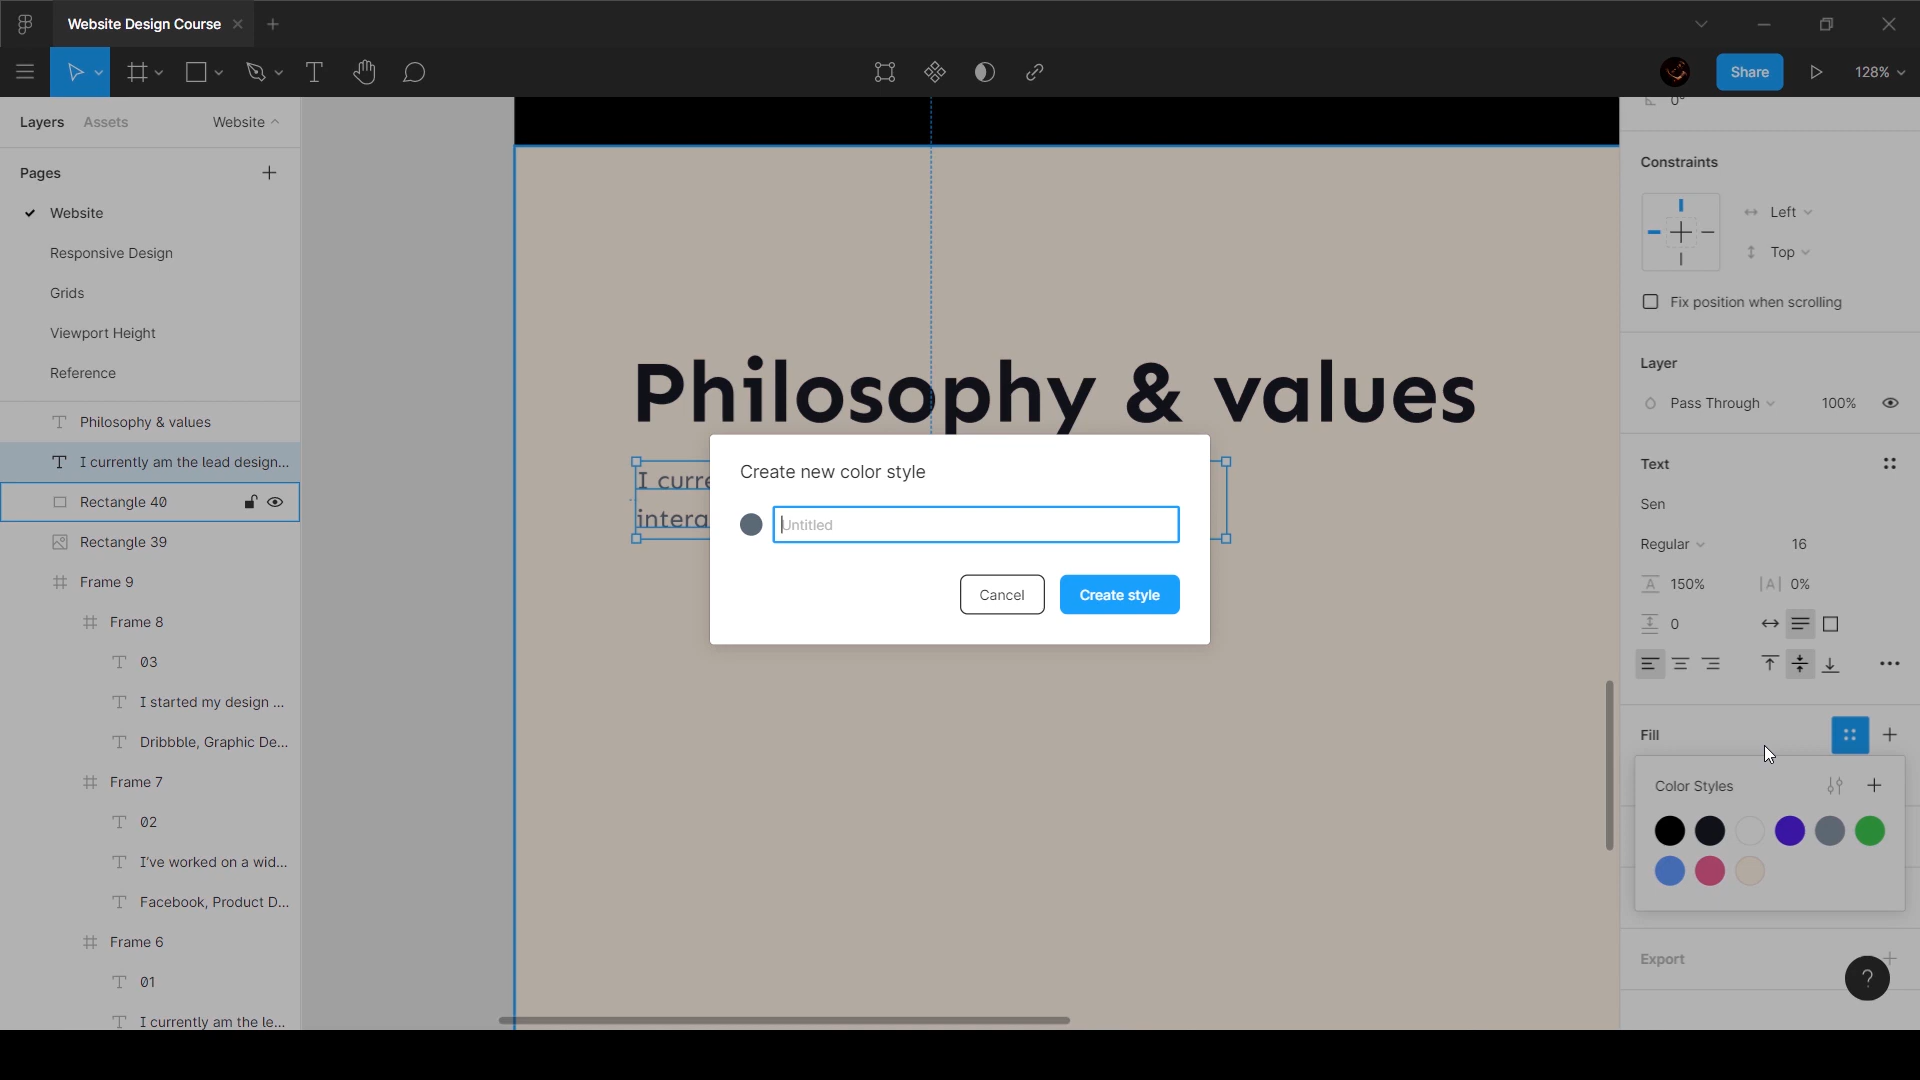 Website Design Course
Share
128%
Layers
Assets
Website
Pages
Website
Responsive Design
Grids
Viewport Height
Reference
Philosophy & values
I currently am the lead design...
Rectangle 40
Rectangle 39
Frame 9
Frame 8
03
I started my design ...
Dribbble, Graphic De...
Frame 7
02
I've worked on a wid...
Facebook, Product D...
Frame 6
01
I currently am the le...
Philosophy & values
I curre
intera
Create new color style
Untitled
Cancel
Create style
0°
Constraints
Left
Top
Fix position when scrolling
Layer
Pass Through
100%
Text
Sen
Regular
16
150%
0%
0
Fill
Color Styles
Export
?